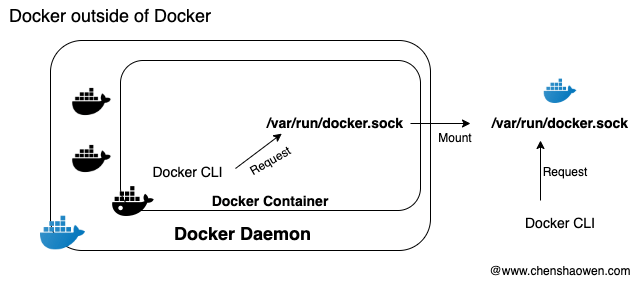 Docker outside of Docker
/var/run/docker.sock
Mount
/var/run/docker.sock
Docker CLI
Request
Request
Docker Container
Docker CLI
Docker Daemon
@www.chenshaowen.com